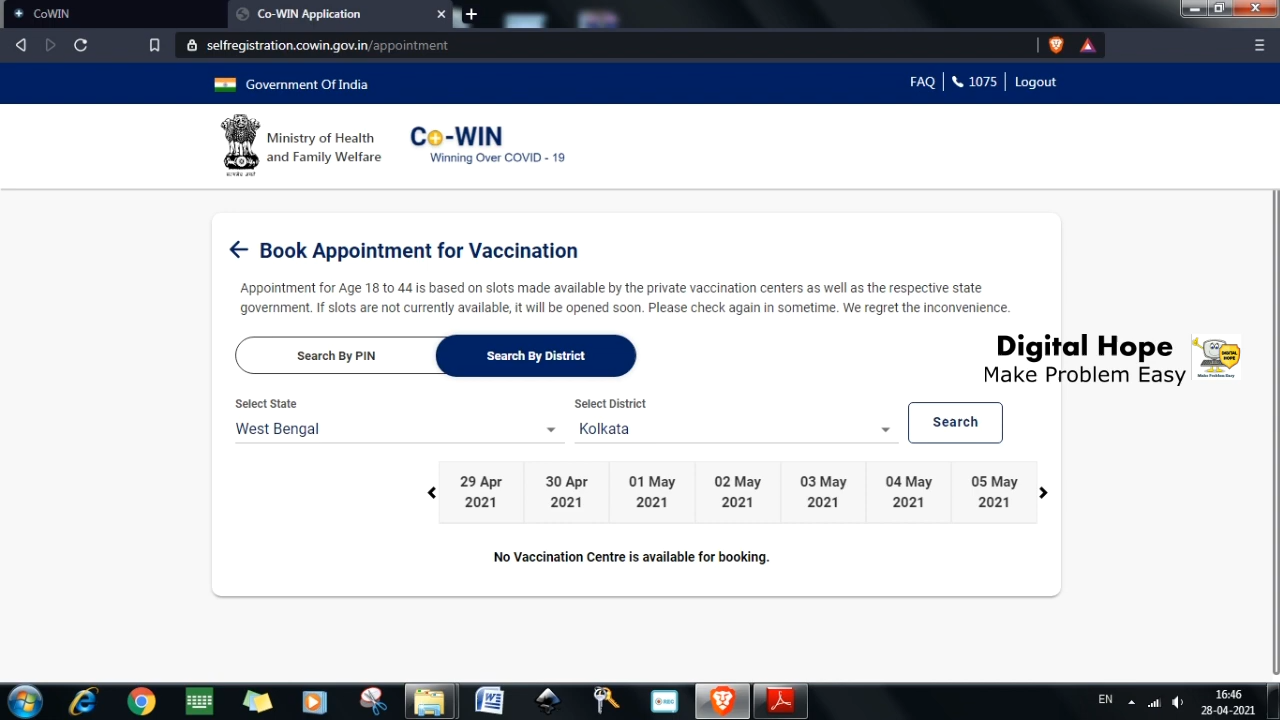 CoWIN
Co-WIN Application
selfregistration.cowin.gov.in/appointment
Government Of India
FAQ
1075
Logout
Ministry of Health
and Family Welfare
Co-WIN
Winning Over COVID - 19
Book Appointment for Vaccination
Appointment for Age 18 to 44 is based on slots made available by the private vaccination centers as well as the respective state
government. If slots are not currently available, it will be opened soon. Please check again in sometime. We regret the inconvenience.
Search By PIN
Search By District
Digital Hope
Make Problem Easy
Select State
Select District
West Bengal
Kolkata
Search
29 Apr 30 Apr 01 May 02 May 03 May 04 May 05 May
2021 2021 2021 2021 2021 2021 2021
No Vaccination Centre is available for booking.
EN
16:46
28-04-2021